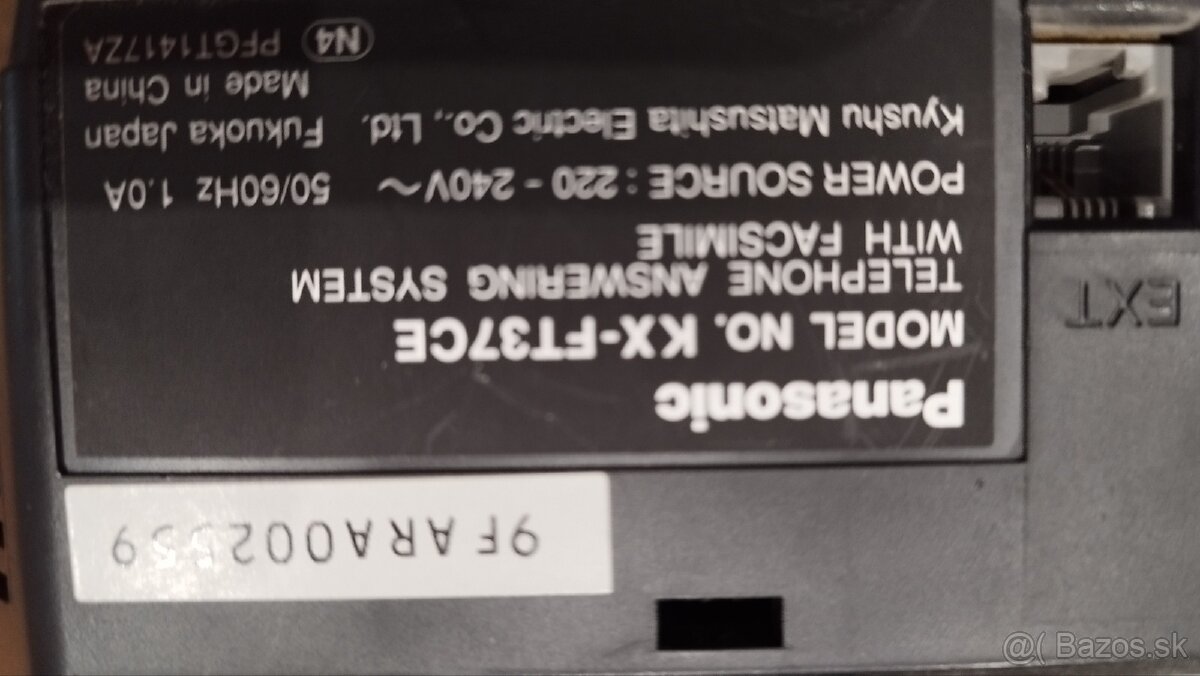 Panasonic
MODEL NO. KX-FT37CE
TELEPHONE ANSWERING SYSTEM
WITH FACSIMILE
POWER SOURCE : 220 - 240V～ 50/60Hz 1.0A
Kyushu Matsushita Electric Co., Ltd. Fukuoka Japan
Made in China
N4 PFGT1417ZA
EXT
@( Bazos.sk